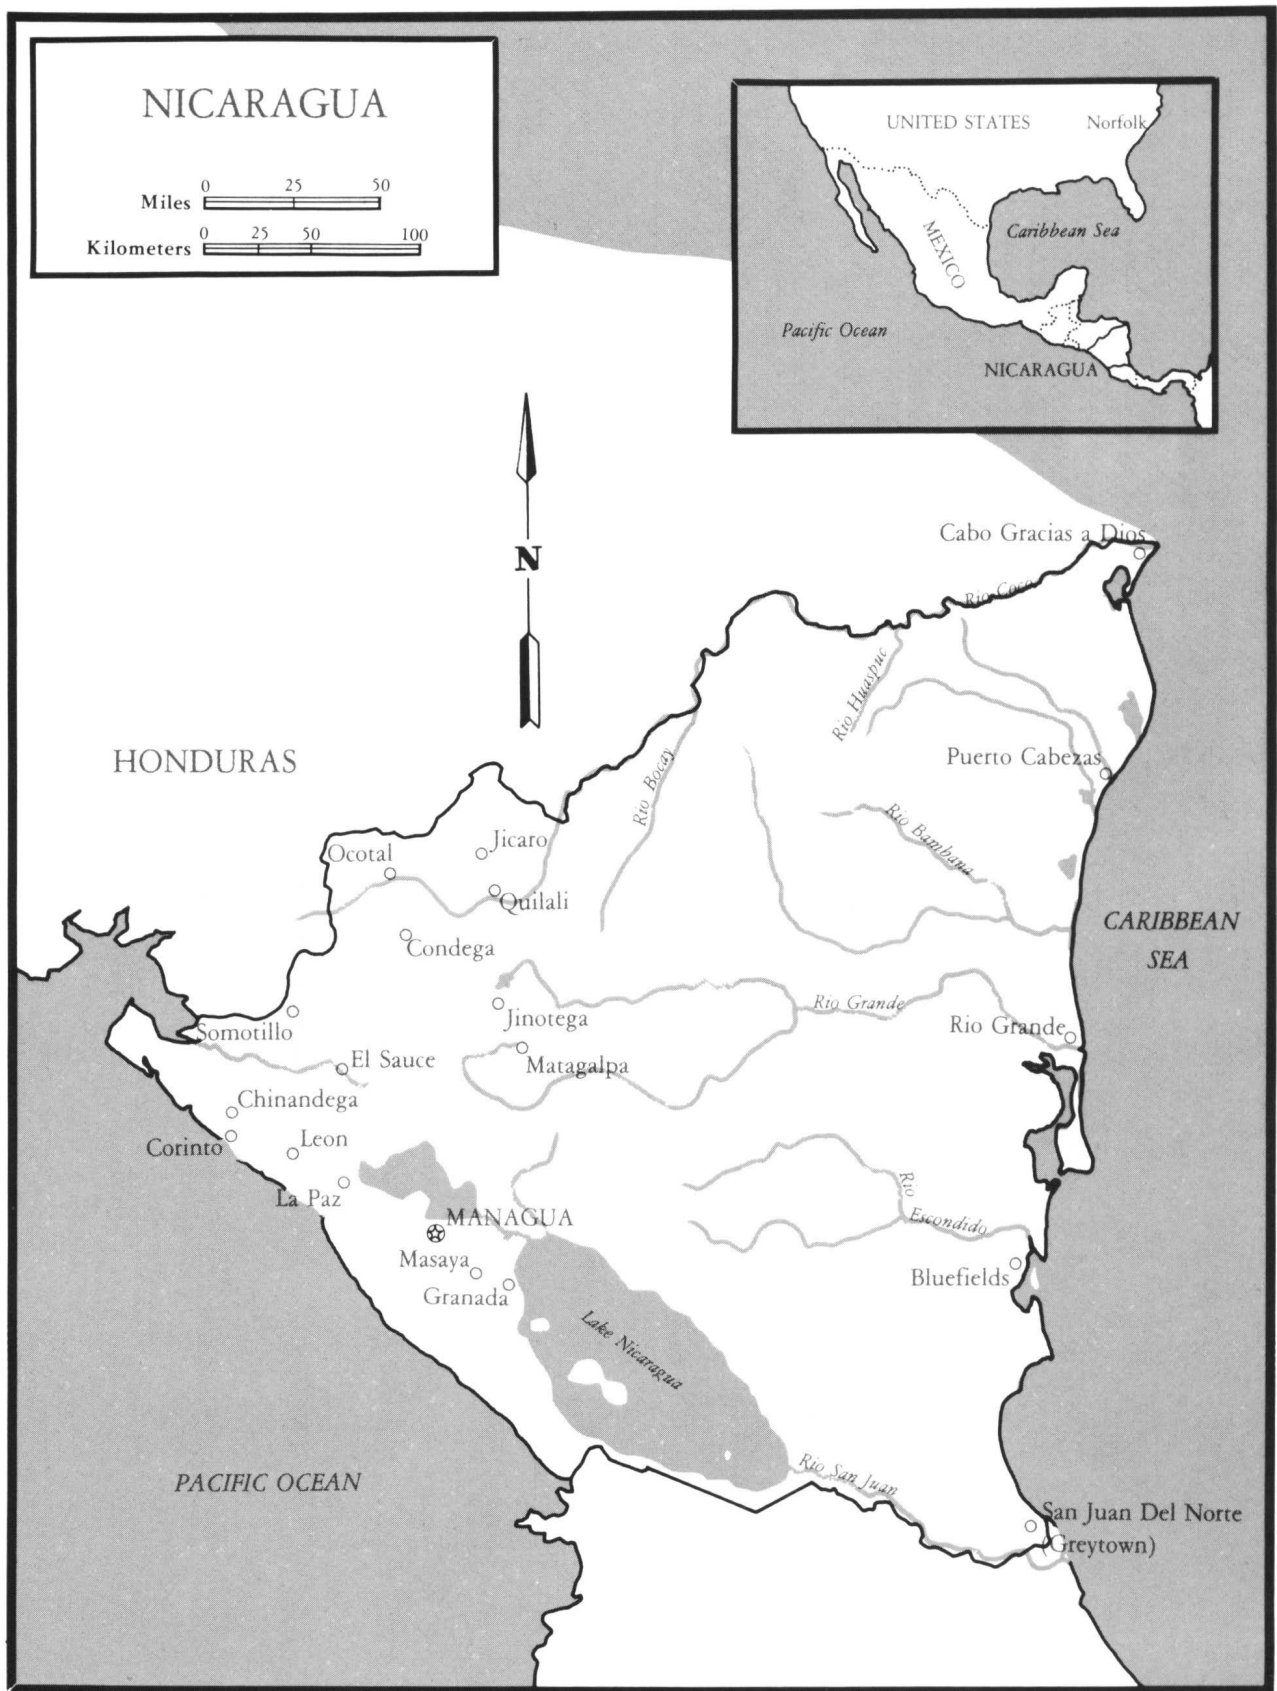 NICARAGUA
0 25 50
Miles
0 25 50 100
Kilometers
UNITED STATES Norfolk
Caribbean Sea
MEXICO
Pacific Ocean
NICARAGUA
N
Cabo Gracias a Dios
Rio Coco
Rio Huaspuc
HONDURAS
Puerto Cabezas
Rio Bocay
Rio Bambana
Jicaro
Ocotal
Quilali
CARIBBEAN
SEA
Condega
Rio Grande
Jinotega
Rio Grande
Somotillo
El Sauce
Matagalpa
Chinandega
Corinto
Leon
La Paz
Rio
Escondido
MANAGUA
Masaya
Bluefields
Granada
Lake Nicaragua
PACIFIC OCEAN
Rio San Juan
San Juan Del Norte
(Greytown)